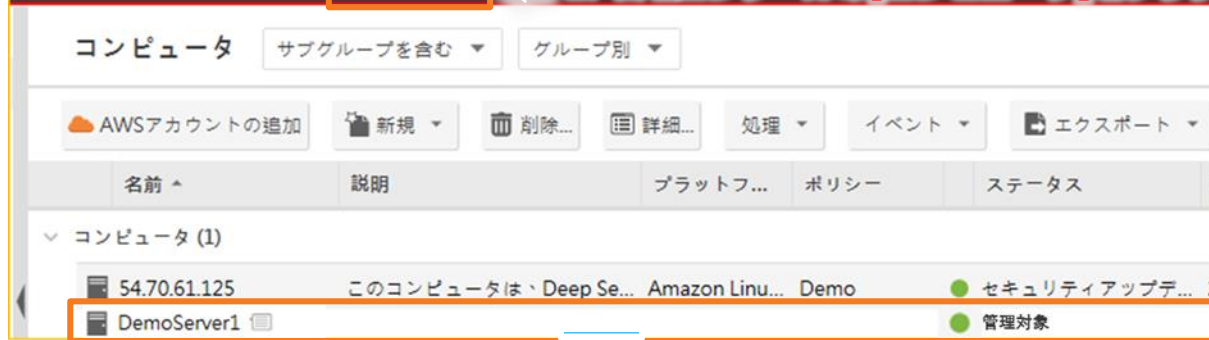 コンピュータ サブグループを含む グループ別
AWSアカウントの追加 新規 削除... 詳細... 処理 イベント エクスポート
名前 説明 プラットフ... ポリシー ステータス
コンピュータ (1)
54.70.61.125 このコンピュータは、Deep Se... Amazon Linu... Demo セキュリティアップデ...
DemoServer1 管理対象